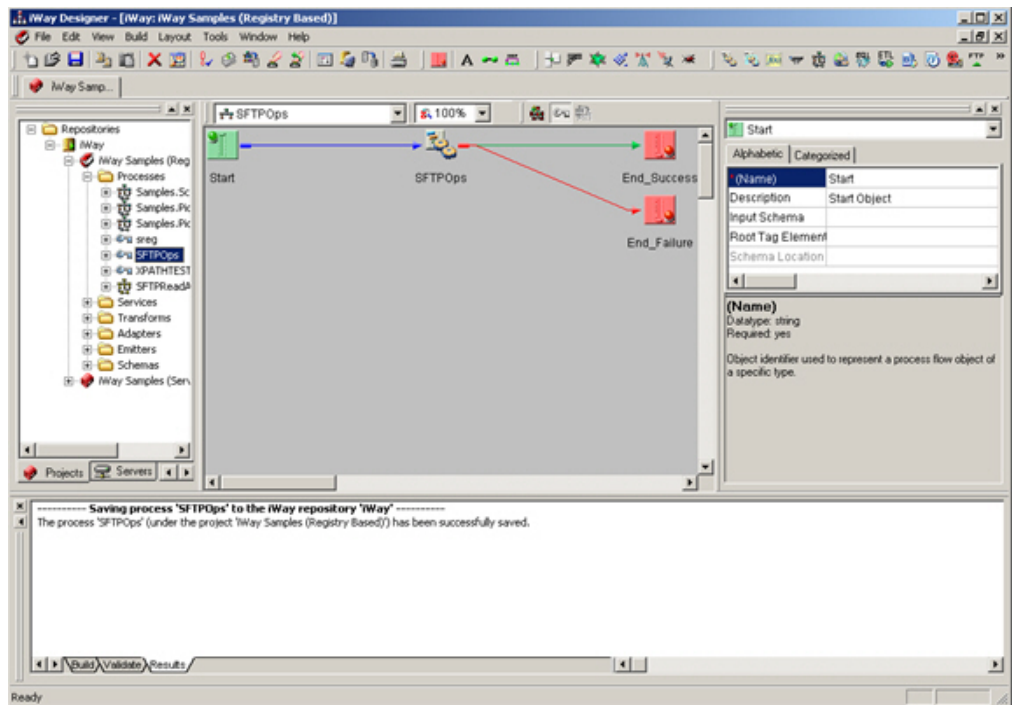 iWay Designer - [iWay: iWay Samples (Registry Based)]
File Edit View Build Layout Tools Window Help
iWay Samp...
SFTPOps
100%
Repositories
iWay
iWay Samples (Reg
Processes
Samples.Sc
Samples.Pic
Samples.Pic
sreg
SFTPOps
XPATHTEST
SFTPReadA
Services
Transforms
Adapters
Emitters
Schemas
iWay Samples (Serv
Projects Servers
Start
SFTPOps
End_Success
End_Failure
Start
Alphabetic Categorized
*(Name) Start
Description Start Object
Input Schema
Root Tag Element
Schema Location
(Name)
Datatype: string
Required: yes
Object identifier used to represent a process flow object of
a specific type.
---------- Saving process 'SFTPOps' to the iWay repository 'iWay' ----------
The process 'SFTPOps' (under the project 'iWay Samples (Registry Based)') has been successfully saved.
Build Validate Results
Ready